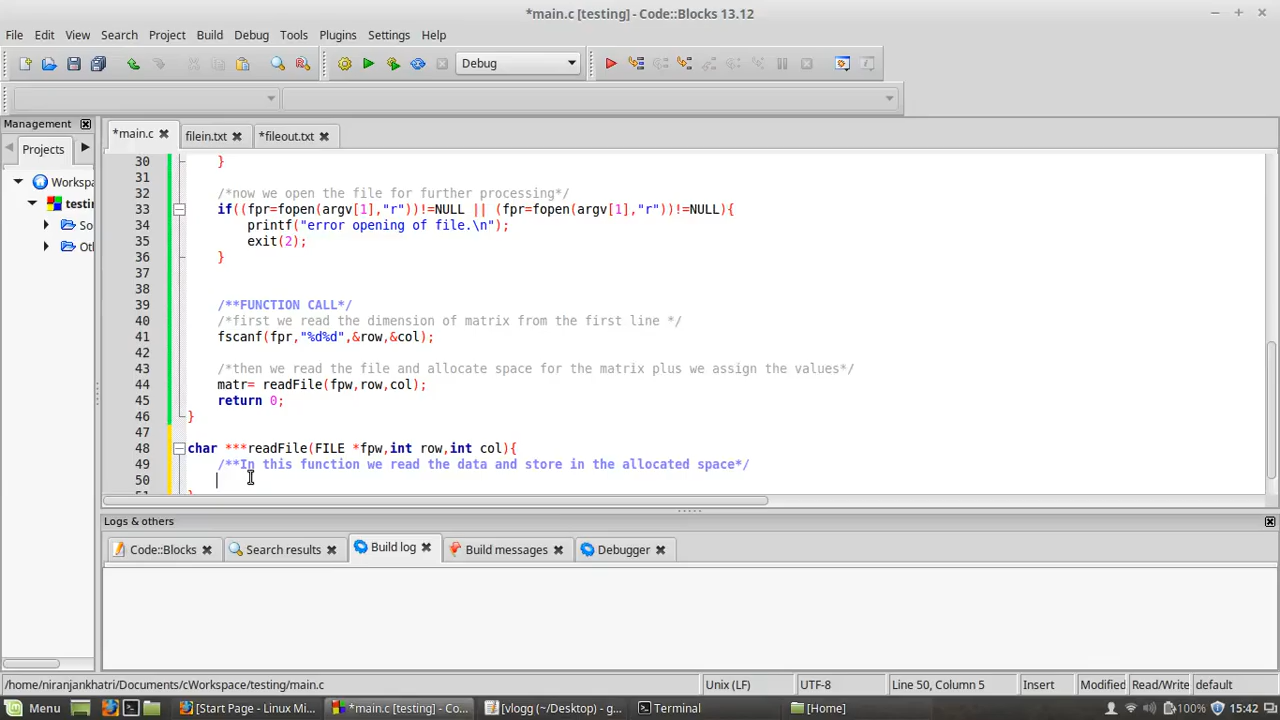 *main.c [testing] - Code::Blocks 13.12
File Edit View Search Project Build Debug Tools Plugins Settings Help
Debug
Management
*main.c filein.txt *fileout.txt
Projects
Workspa
testin
So
Ot
30 }
31
32 /*now we open the file for further processing*/
33 if((fpr=fopen(argv[1],"r"))!=NULL || (fpr=fopen(argv[1],"r"))!=NULL){
34 printf("error opening of file.\n");
35 exit(2);
36 }
37
38
39 /**FUNCTION CALL*/
40 /*first we read the dimension of matrix from the first line */
41 fscanf(fpr,"%d%d",&row,&col);
42
43 /*then we read the file and allocate space for the matrix plus we assign the values*/
44 matr= readFile(fpw,row,col);
45 return 0;
46 }
47
48 char ***readFile(FILE *fpw,int row,int col){
49 /**In this function we read the data and store in the allocated space*/
50
51 }
Logs & others
Code::Blocks Search results Build log Build messages Debugger
/home/niranjankhatri/Documents/cWorkspace/testing/main.c Unix (LF) UTF-8 Line 50, Column 5 Insert Modified Read/Write default
Menu [Start Page - Linux Mi... *main.c [testing] - Co... [vlogg (~/Desktop) - g... Terminal [Home] 100% 15:42